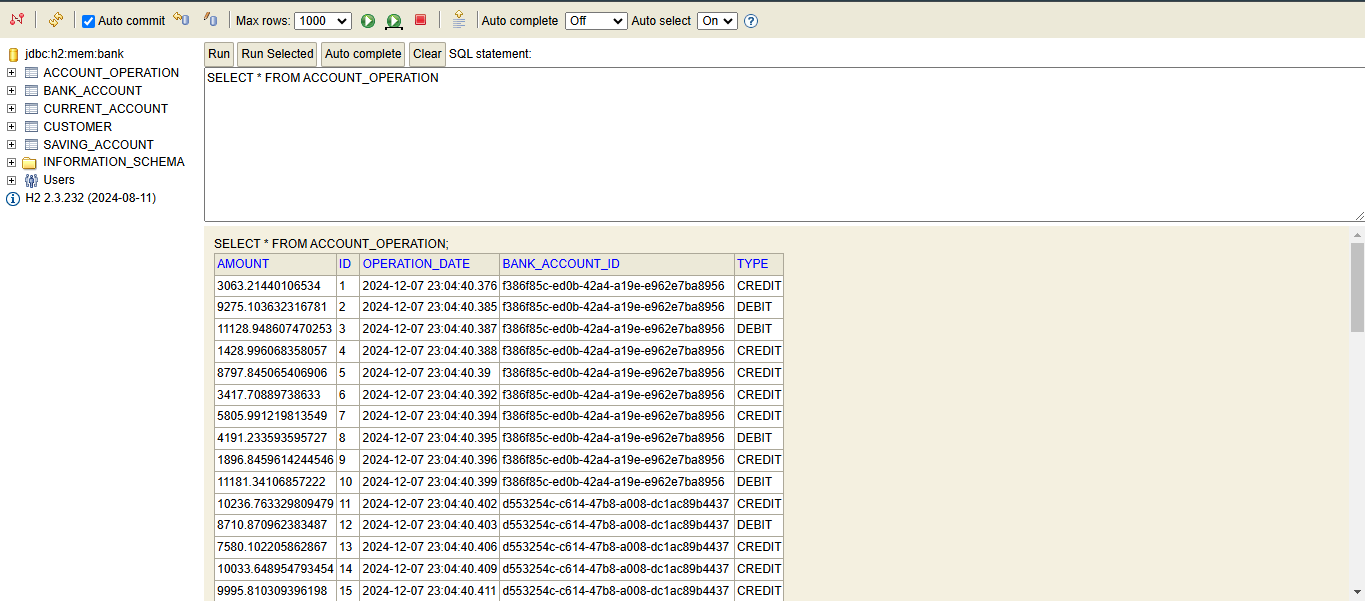 Auto commit Max rows: 1000 Auto complete Off Auto select On ?
jdbc:h2:mem:bank
ACCOUNT_OPERATION
BANK_ACCOUNT
CURRENT_ACCOUNT
CUSTOMER
SAVING_ACCOUNT
INFORMATION_SCHEMA
Users
H2 2.3.232 (2024-08-11)
Run Run Selected Auto complete Clear SQL statement:
SELECT * FROM ACCOUNT_OPERATION
SELECT * FROM ACCOUNT_OPERATION;
AMOUNT ID OPERATION_DATE BANK_ACCOUNT_ID TYPE
3063.21440106534 1 2024-12-07 23:04:40.376 f386f85c-ed0b-42a4-a19e-e962e7ba8956 CREDIT
9275.103632316781 2 2024-12-07 23:04:40.385 f386f85c-ed0b-42a4-a19e-e962e7ba8956 DEBIT
11128.948607470253 3 2024-12-07 23:04:40.387 f386f85c-ed0b-42a4-a19e-e962e7ba8956 DEBIT
1428.996068358057 4 2024-12-07 23:04:40.388 f386f85c-ed0b-42a4-a19e-e962e7ba8956 CREDIT
8797.845065406906 5 2024-12-07 23:04:40.39 f386f85c-ed0b-42a4-a19e-e962e7ba8956 CREDIT
3417.70889738633 6 2024-12-07 23:04:40.392 f386f85c-ed0b-42a4-a19e-e962e7ba8956 CREDIT
5805.991219813549 7 2024-12-07 23:04:40.394 f386f85c-ed0b-42a4-a19e-e962e7ba8956 CREDIT
4191.233593595727 8 2024-12-07 23:04:40.395 f386f85c-ed0b-42a4-a19e-e962e7ba8956 DEBIT
1896.8459614244546 9 2024-12-07 23:04:40.396 f386f85c-ed0b-42a4-a19e-e962e7ba8956 CREDIT
11181.34106857222 10 2024-12-07 23:04:40.399 f386f85c-ed0b-42a4-a19e-e962e7ba8956 DEBIT
10236.763329809479 11 2024-12-07 23:04:40.402 d553254c-c614-47b8-a008-dc1ac89b4437 CREDIT
8710.870962383487 12 2024-12-07 23:04:40.403 d553254c-c614-47b8-a008-dc1ac89b4437 DEBIT
7580.102205862867 13 2024-12-07 23:04:40.406 d553254c-c614-47b8-a008-dc1ac89b4437 CREDIT
10033.648954793454 14 2024-12-07 23:04:40.409 d553254c-c614-47b8-a008-dc1ac89b4437 CREDIT
9995.810309396198 15 2024-12-07 23:04:40.411 d553254c-c614-47b8-a008-dc1ac89b4437 CREDIT